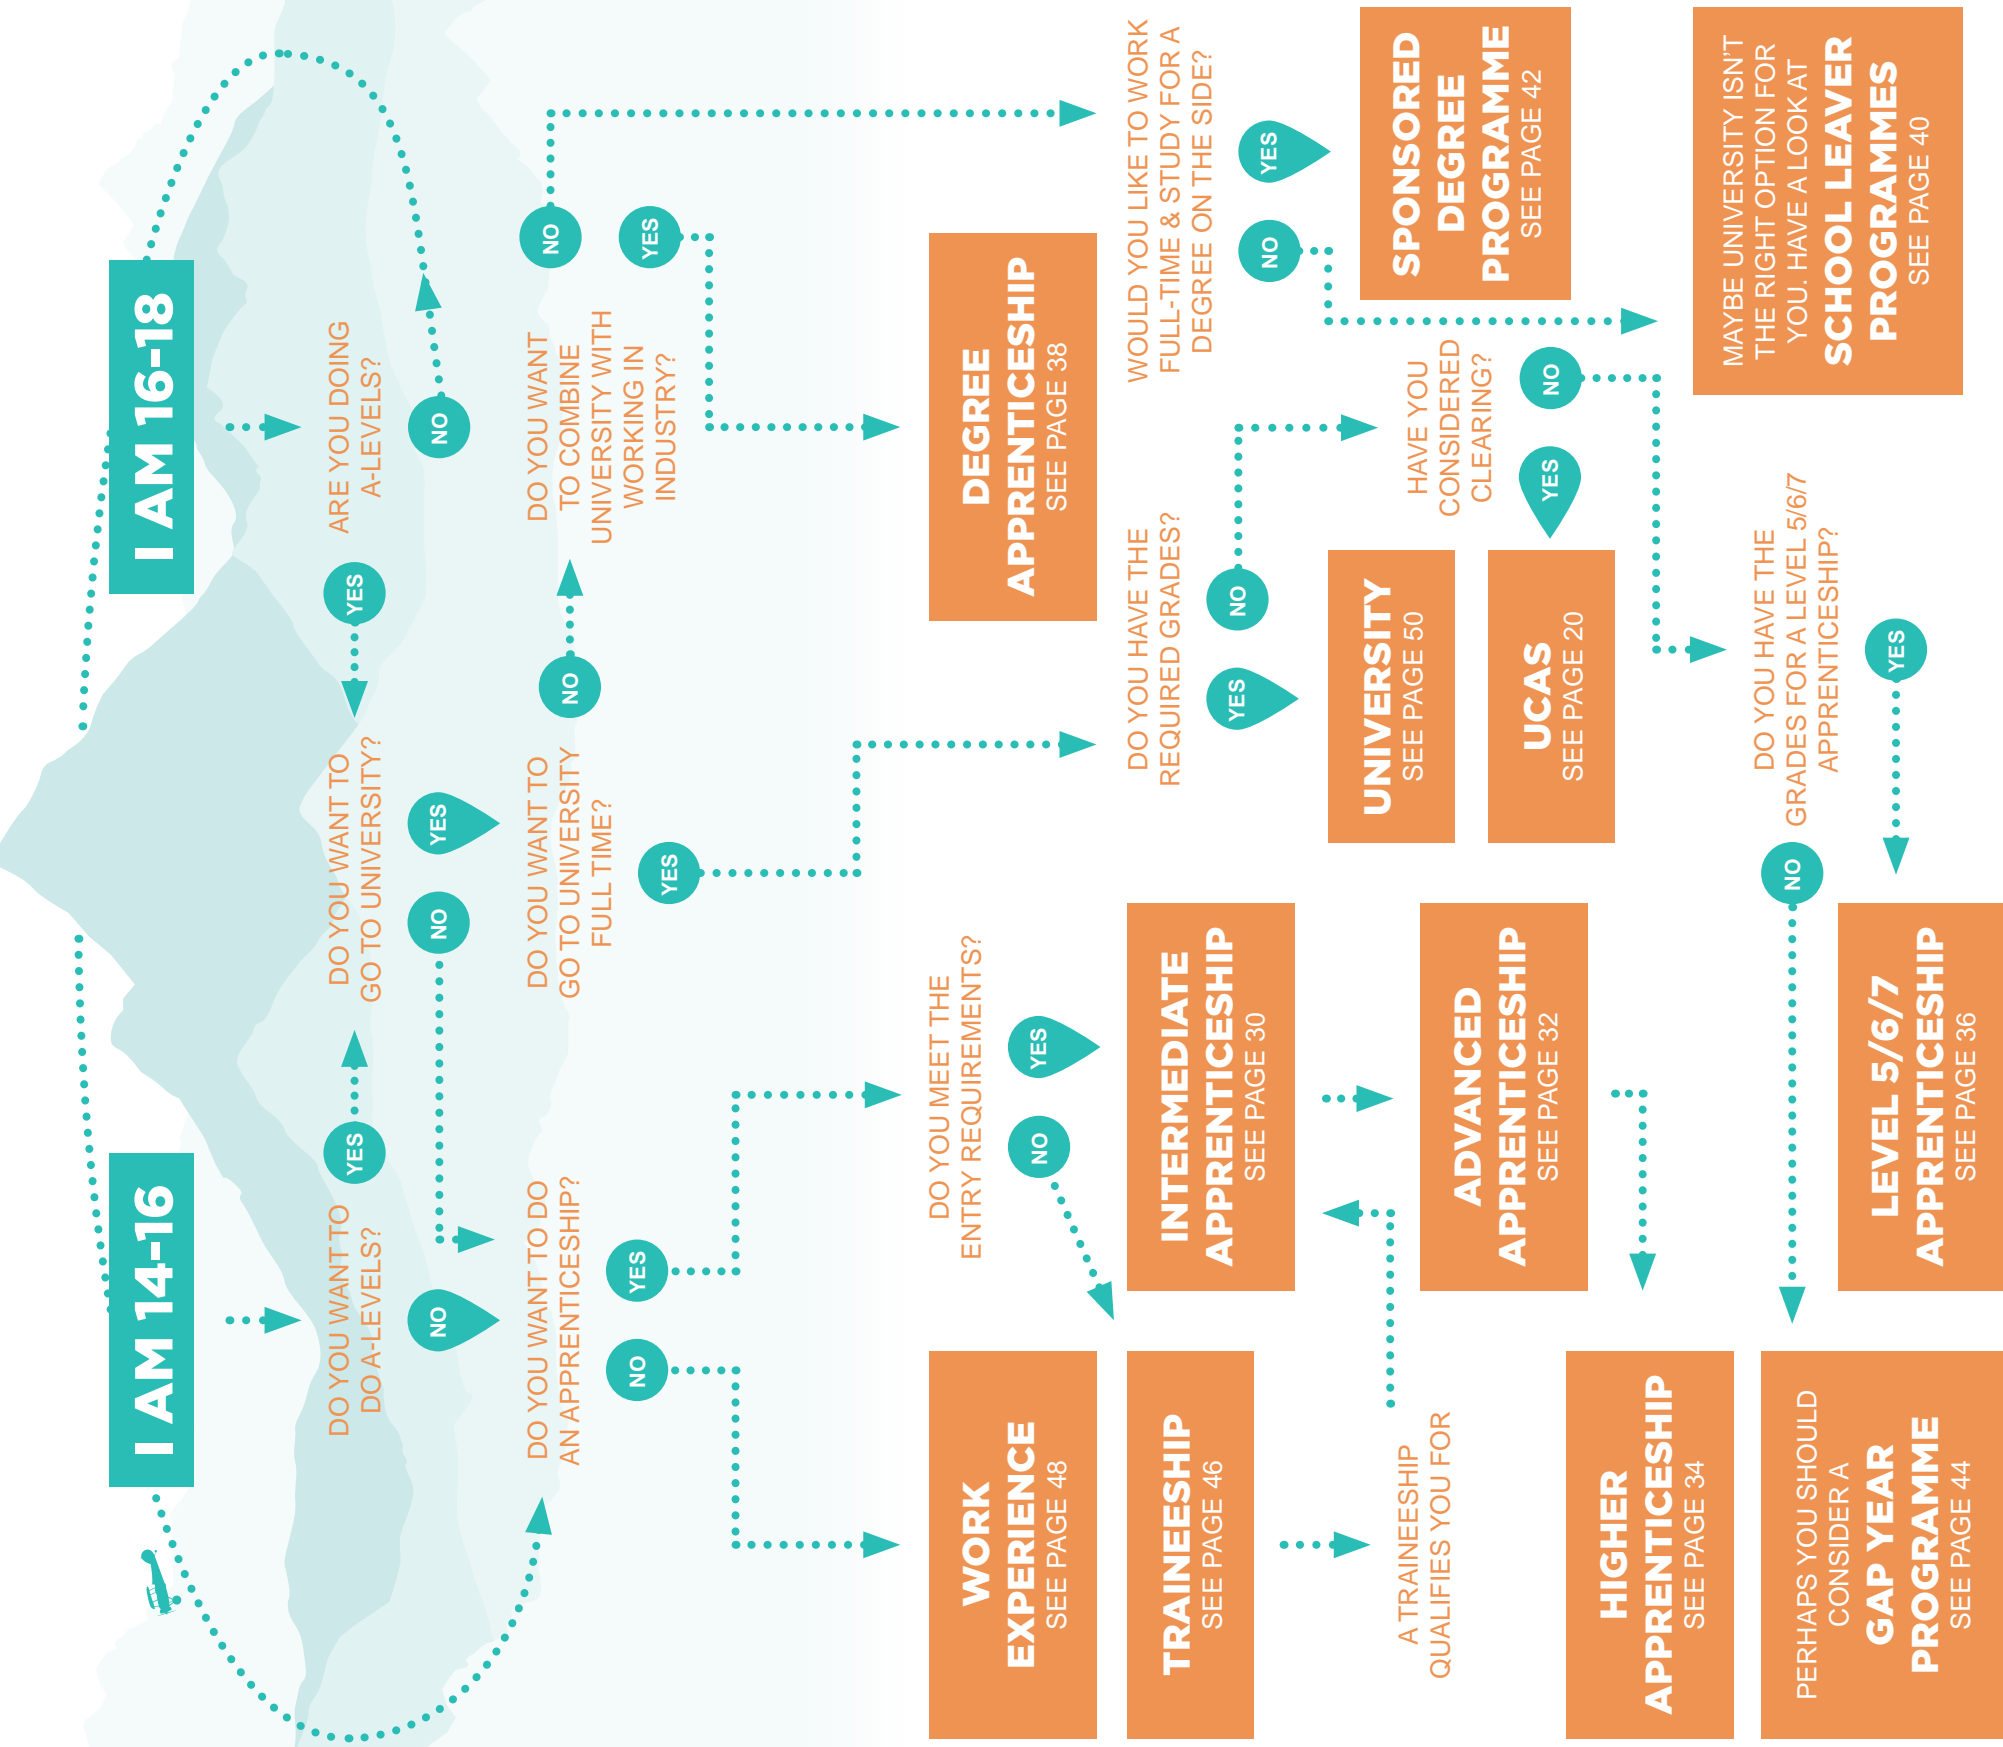 I AM 14-16
I AM 16-18
DO YOU WANT TO
DO A-LEVELS?
YES
NO
DO YOU WANT TO
GO TO UNIVERSITY?
NO
YES
ARE YOU DOING
A-LEVELS?
YES
NO
DO YOU WANT TO DO
AN APPRENTICESHIP?
NO
YES
DO YOU WANT TO
GO TO UNIVERSITY
FULL TIME?
YES
NO
DO YOU WANT
TO COMBINE
UNIVERSITY WITH
WORKING IN
INDUSTRY?
YES
NO
WORK
EXPERIENCE
SEE PAGE 48
DO YOU MEET THE
ENTRY REQUIREMENTS?
NO
YES
DEGREE
APPRENTICESHIP
SEE PAGE 38
TRAINEESHIP
SEE PAGE 46
INTERMEDIATE
APPRENTICESHIP
SEE PAGE 30
DO YOU HAVE THE
REQUIRED GRADES?
YES
NO
WOULD YOU LIKE TO WORK
FULL-TIME & STUDY FOR A
DEGREE ON THE SIDE?
NO
YES
A TRAINEESHIP
QUALIFIES YOU FOR
ADVANCED
APPRENTICESHIP
SEE PAGE 32
UNIVERSITY
SEE PAGE 50
HAVE YOU
CONSIDERED
CLEARING?
YES
NO
SPONSORED
DEGREE
PROGRAMME
SEE PAGE 42
UCAS
SEE PAGE 20
HIGHER
APPRENTICESHIP
SEE PAGE 34
DO YOU HAVE THE
GRADES FOR A LEVEL 5/6/7
APPRENTICESHIP?
NO
YES
MAYBE UNIVERSITY ISN'T
THE RIGHT OPTION FOR
YOU. HAVE A LOOK AT
SCHOOL LEAVER
PROGRAMMES
SEE PAGE 40
PERHAPS YOU SHOULD
CONSIDER A
GAP YEAR
PROGRAMME
SEE PAGE 44
LEVEL 5/6/7
APPRENTICESHIP
SEE PAGE 36